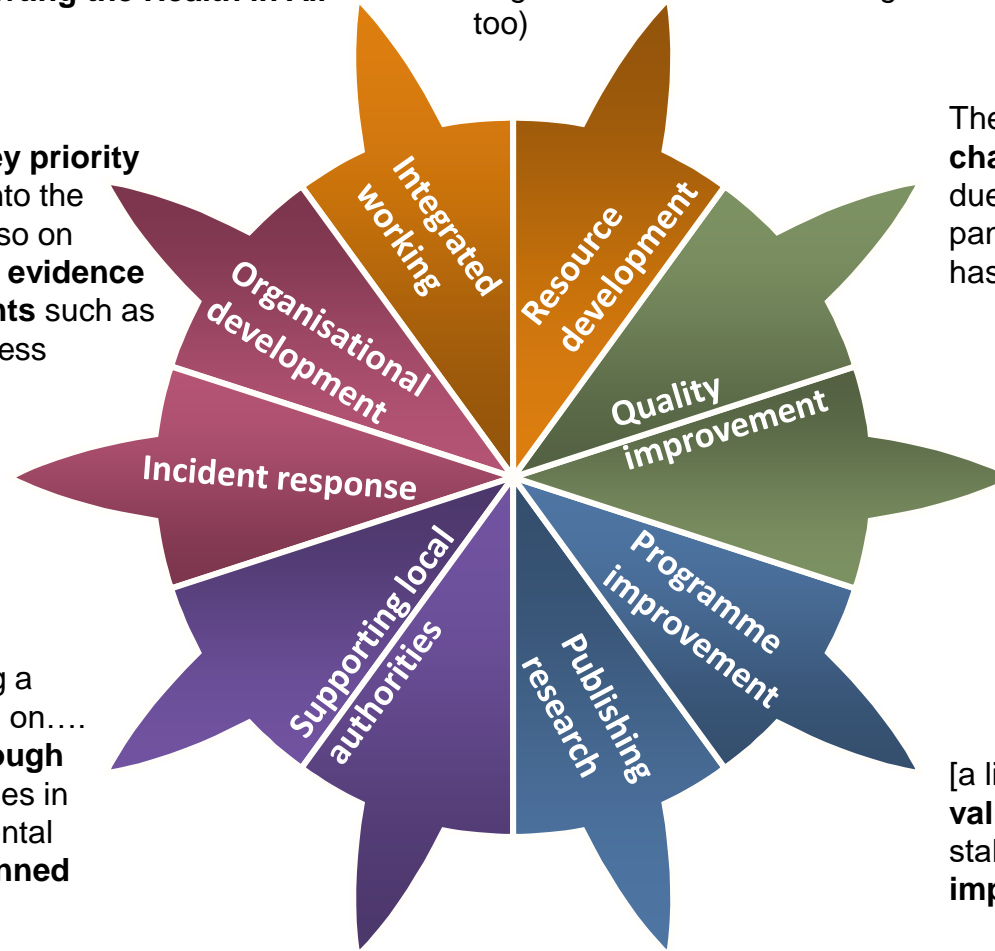 too)
ey priority
nto the
so on
evidence
nts such as
ess
The
cha
due
par
has
Integrated
working
Resource
development
Organisational
development
Quality
improvement
Incident response
Programme
improvement
Supporting local
authorities
Publishing
research
g a
on....
ough
es in
ental
nned
[a li
val
stal
imp